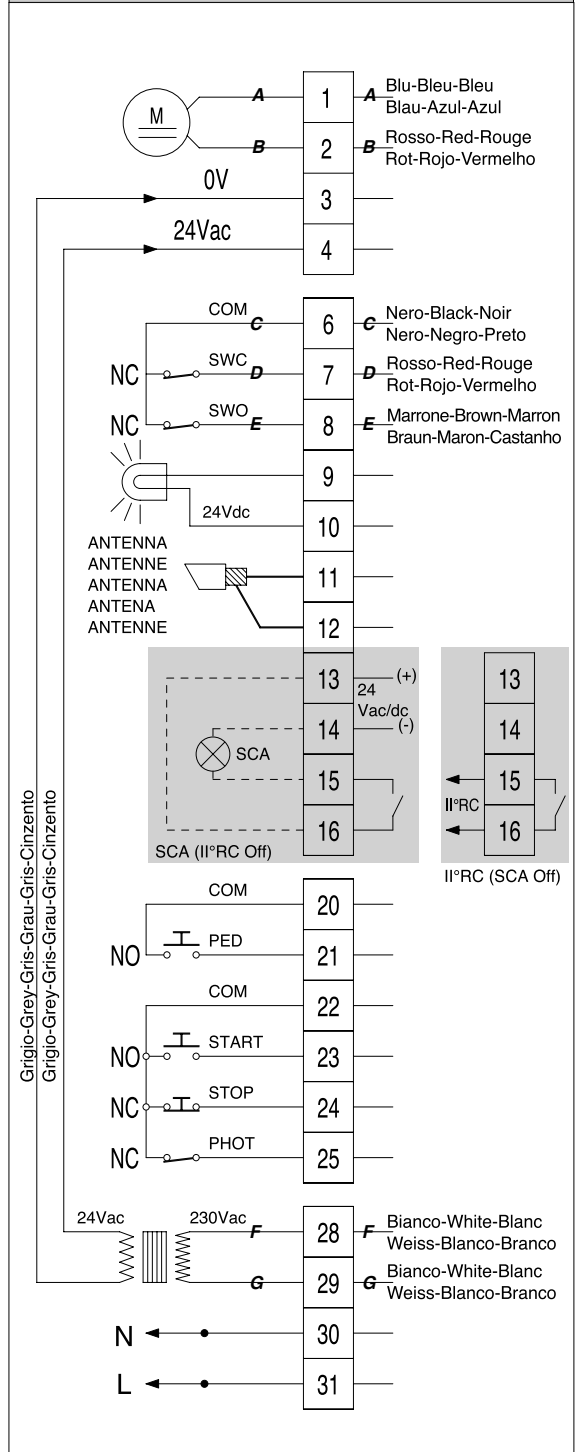 A 1 A Blu-Bleu-Bleu
Blau-Azul-Azul
M
B 2 B Rosso-Red-Rouge
Rot-Rojo-Vermelho
0V
3
24Vac
4
COM
C 6 C Nero-Black-Noir
Nero-Negro-Preto
NC SWC D 7 D Rosso-Red-Rouge
Rot-Rojo-Vermelho
NC SWO E 8 E Marrone-Brown-Marron
Braun-Maron-Castanho
9
24Vdc
10
ANTENNA
ANTENNE
ANTENNA
ANTENA
ANTENNE
11
12
13 (+)
24
Vac/dc
14 (-)
SCA
15
16
SCA (II°RC Off)
13
14
15
II°RC
16
II°RC (SCA Off)
COM
20
NO PED 21
COM
22
NO START 23
NC STOP 24
NC PHOT 25
Grigio-Grey-Gris-Grau-Gris-Cinzento
Grigio-Grey-Gris-Grau-Gris-Cinzento
24Vac 230Vac F 28 F Bianco-White-Blanc
Weiss-Blanco-Branco
G 29 G Bianco-White-Blanc
Weiss-Blanco-Branco
N 30
L 31